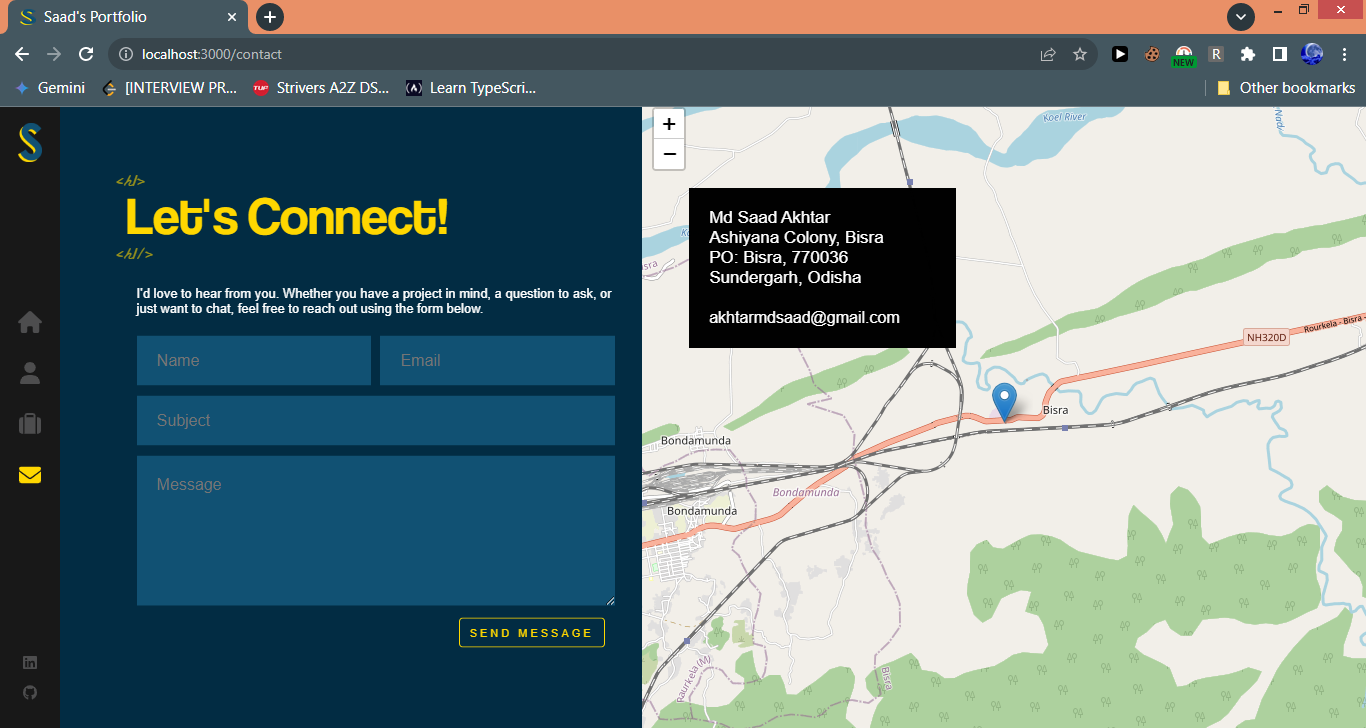 Saad's Portfolio
localhost:3000/contact
NEW
R
Gemini
[INTERVIEW PR...
TUF
Strivers A2Z DS...
Learn TypeScri...
Other bookmarks
S
<h1>
Let's Connect!
<h1/>
I'd love to hear from you. Whether you have a project in mind, a question to ask, or
just want to chat, feel free to reach out using the form below.
Name
Email
Subject
Message
SEND MESSAGE
+
−
Koel River
Md Saad Akhtar
Ashiyana Colony, Bisra
PO: Bisra, 770036
Sundergarh, Odisha
akhtarmdsaad@gmail.com
NH320D
Rourkela - Bisra -
Bisra
Bondamunda
Bondamunda
Bondamunda
Raurkela (M)
Bisra